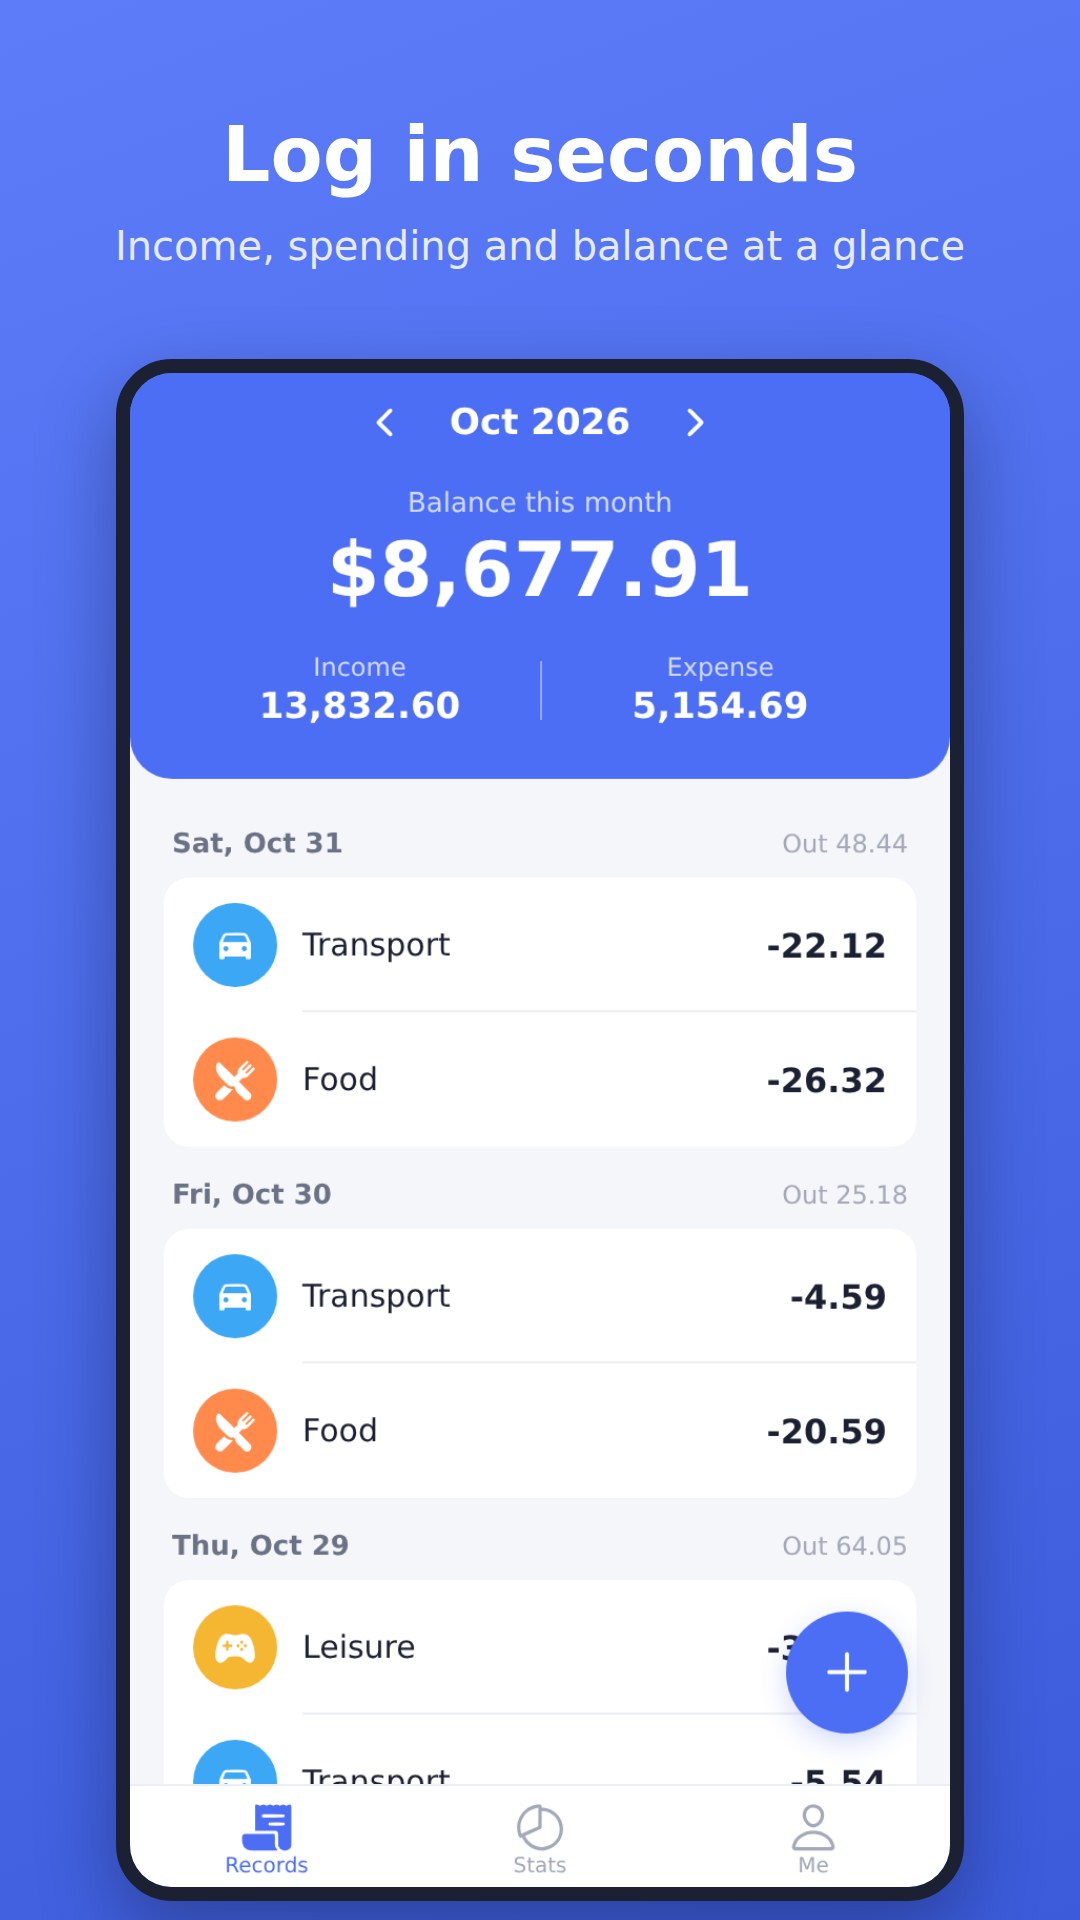 Log in seconds
Income, spending and balance at a glance
Oct 2026
Balance this month
$8,677.91
Income
Expense
13,832.60
5,154.69
Sat, Oct 31
Out 48.44
Transport
-22.12
Food
-26.32
Fri, Oct 30
Out 25.18
Transport
-4.59
Food
-20.59
Thu, Oct 29
Out 64.05
Leisure
Transport
-5.54
Records
Stats
Me